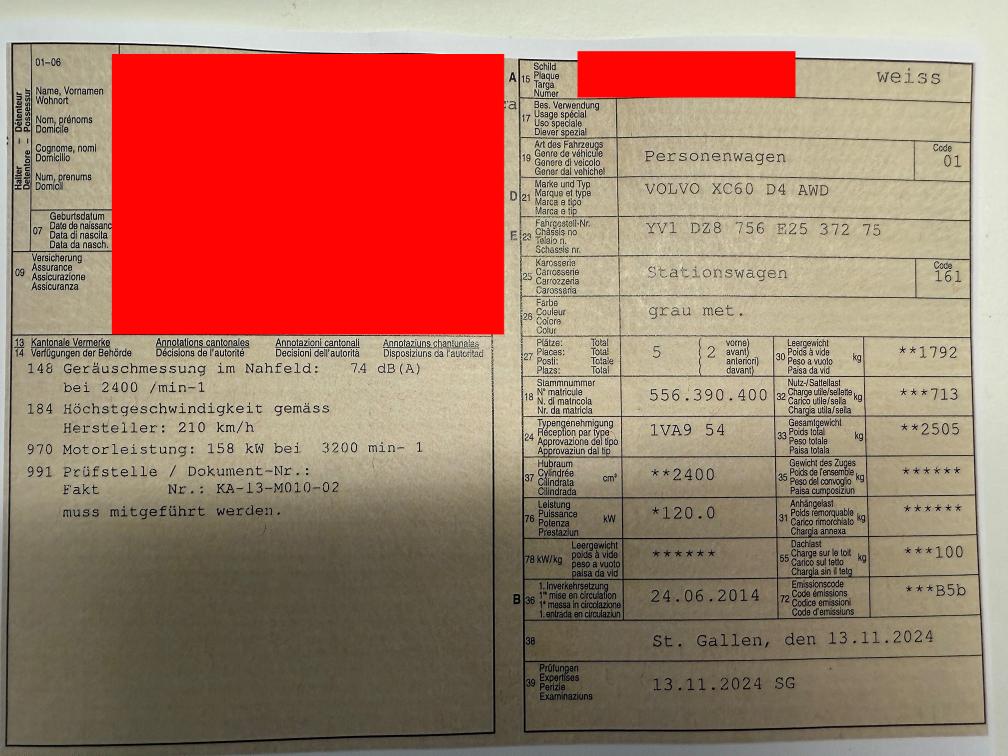 01-06
Halter – Détenteur
Detentore – Possessur
Name, Vornamen
Wohnort
Nom, prénoms
Domicile
Cognome, nomi
Domicilio
Num, prenums
Domicil
07
Geburtsdatum
Date de naissanc
Data di nascita
Data da nasch.
09
Versicherung
Assurance
Assicurazione
Assicuranza
13 Kantonale Vermerke Annotations cantonales Annotazioni cantonali Annotaziuns chantunalas
14 Verfügungen der Behörde Décisions de l'autorité Decisioni dell'autorità Disposiziuns da l'autoritad
148 Geräuschmessung im Nahfeld: 74 dB(A)
bei 2400 /min-1
184 Höchstgeschwindigkeit gemäss
Hersteller: 210 km/h
970 Motorleistung: 158 kW bei 3200 min- 1
991 Prüfstelle / Dokument-Nr.:
Fakt Nr.: KA-13-M010-02
muss mitgeführt werden.
A 15
Schild
Plaque
Targa
Numer
weiss
17
Bes. Verwendung
Usage spécial
Uso speciale
Diever spezial
19
Art des Fahrzeugs
Genre de véhicule
Genere di veicolo
Gener dal vehichel
Personenwagen
Code
01
D 21
Marke und Typ
Marque et type
Marca e tipo
Marca e tip
VOLVO XC60 D4 AWD
E 23
Fahrgestell-Nr.
Châssis no
Telaio n.
Schassis nr.
YV1 DZ8 756 E25 372 75
25
Karosserie
Carrosserie
Carrozzeria
Carossaria
Stationswagen
Code
161
26
Farbe
Couleur
Colore
Colur
grau met.
27
Plätze: Total
Places: Total
Posti: Totale
Plazs: Total
5
(2
vorne)
avant)
anteriori)
davant)
30
Leergewicht
Poids à vide
Peso a vuoto
Paisa da vid
kg
**1792
18
Stammnummer
N° matricule
N. di matricola
Nr. da matricla
556.390.400
32
Nutz-/Sattellast
Charge utile/sellette
Carico utile/sella
Chargia utila/sella
kg
***713
24
Typengenehmigung
Réception par type
Approvazione del tipo
Approvaziun dal tip
1VA9 54
33
Gesamtgewicht
Poids total
Peso totale
Paisa totala
kg
**2505
37
Hubraum
Cylindrée
Cilindrata
Cilindrada
cm³
**2400
35
Gewicht des Zuges
Poids de l'ensemble
Peso del convoglio
Paisa cumposiziun
kg
******
76
Leistung
Puissance
Potenza
Prestaziun
kW
*120.0
31
Anhängelast
Poids remorquable
Carico rimorchiato
Chargia annexa
kg
******
78 kW/kg
Leergewicht
poids à vide
peso a vuoto
paisa da vid
******
55
Dachlast
Charge sur le toit
Carico sul tetto
Chargia sin il tetg
kg
***100
B 36
1. Inverkehrsetzung
1re mise en circulation
1a messa in circolazione
1. entrada en circulaziun
24.06.2014
72
Emissionscode
Code émissions
Codice emissioni
Code d'emissiuns
***B5b
38
St. Gallen, den 13.11.2024
39
Prüfungen
Expertises
Perizie
Examinaziuns
13.11.2024 SG